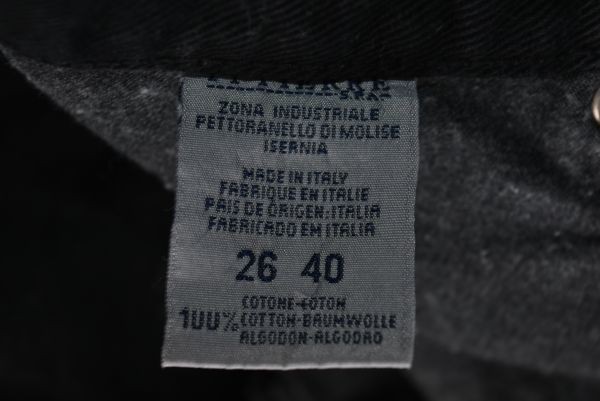 ITTIERRE
S.P.A.
ZONA INDUSTRIALE
PETTORANELLO DI MOLISE
ISERNIA
MADE IN ITALY
FABRIQUE EN ITALIE
PAIS DE ORIGEN: ITALIA
FABRICADO EM ITALIA
26 40
COTONE-COTON
100% COTTON-BAUMWOLLE
ALGODON-ALGODAO